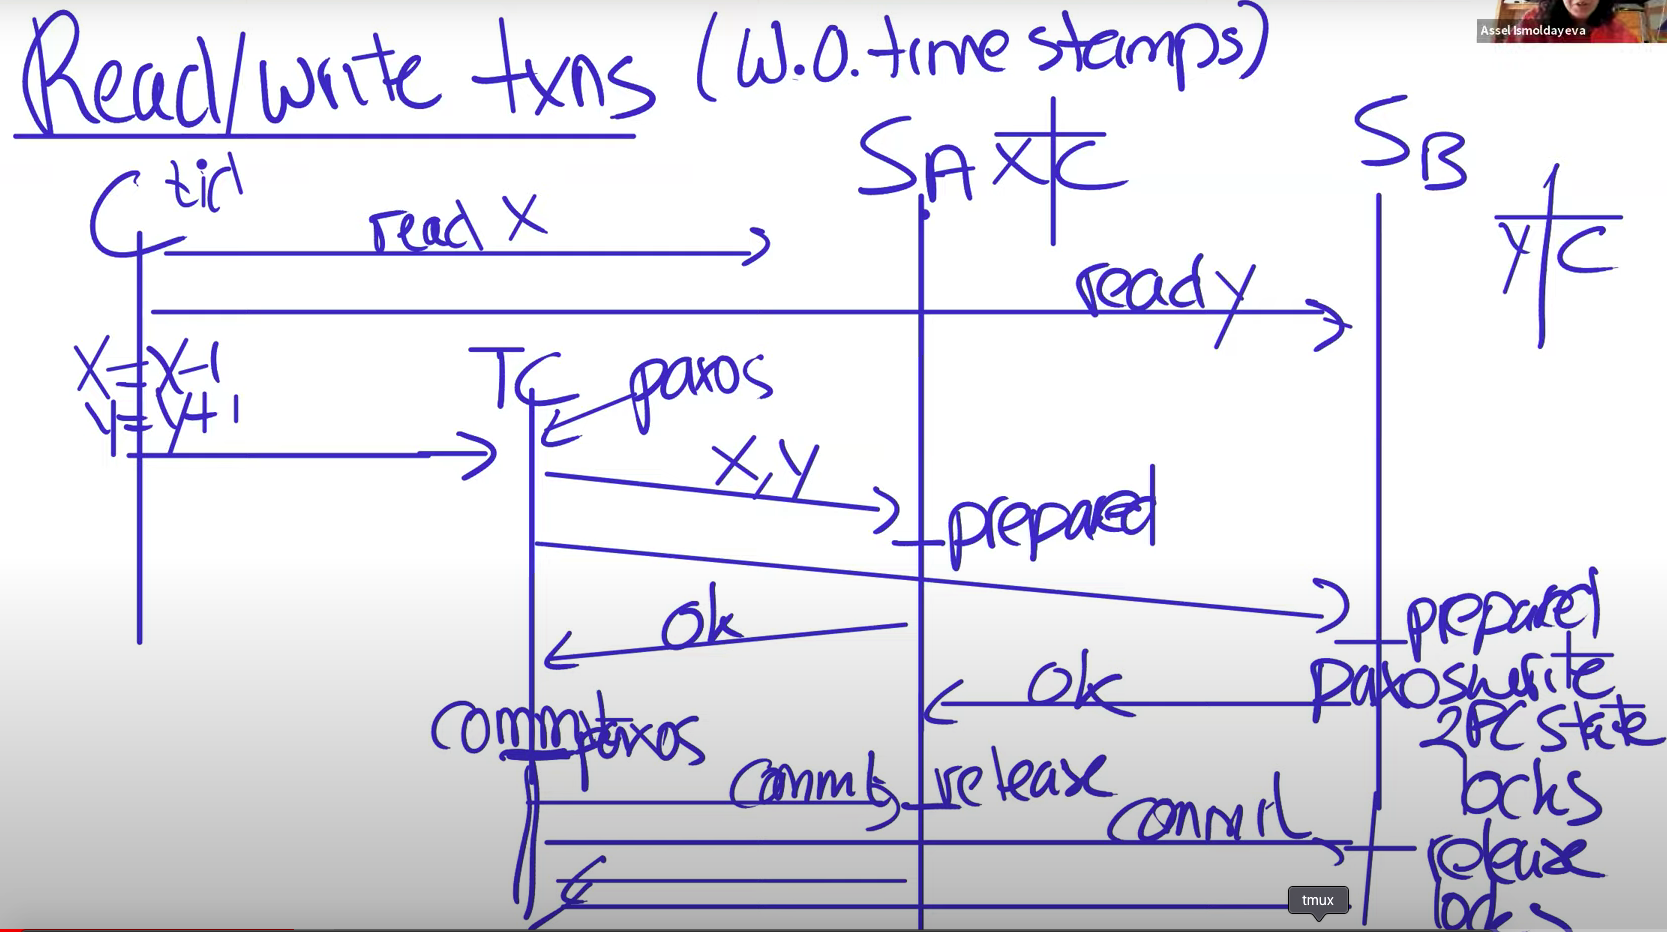 Read/write txns (W.O. timestamps)
Assel Ismoldayeva
C tid
SA X C
SB
Y C
read X
read y
X=X-1
y=y+1
TC
paxos
X, Y
prepared
prepared
paxos write
2PC state
locks
ok
ok
commit
paxos
commit
release
commit
release
locks
tmux